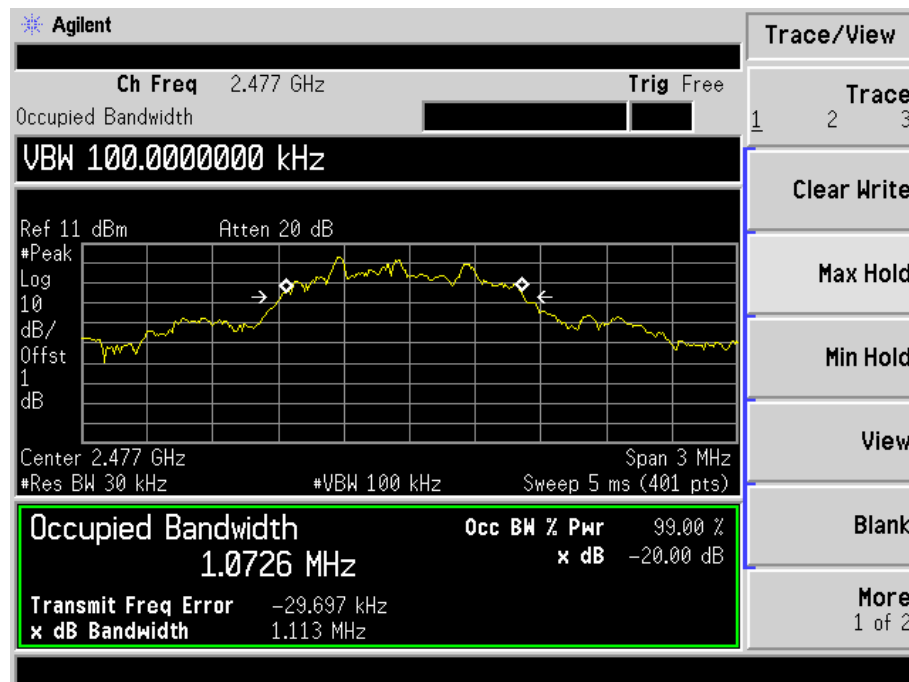 Agilent
Trace/View
Ch Freq 2.477 GHz Trig Free
Occupied Bandwidth
Trace
1 2 3
VBW 100.0000000 kHz
Clear Write
Ref 11 dBm Atten 20 dB
#Peak
Log
10
dB/
Offst
1
dB
Max Hold
Min Hold
View
Center 2.477 GHz Span 3 MHz
#Res BW 30 kHz #VBW 100 kHz Sweep 5 ms (401 pts)
Occupied Bandwidth Occ BW % Pwr 99.00 %
1.0726 MHz x dB -20.00 dB
Transmit Freq Error -29.697 kHz
x dB Bandwidth 1.113 MHz
Blank
More
1 of 2